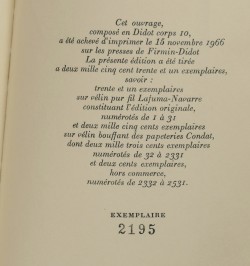 Cet ouvrage,
composé en Didot corps 10,
a été achevé d'imprimer le 15 novembre 1966
sur les presses de Firmin-Didot
La présente édition a été tirée
a deux mille cinq cent trente et un exemplaires,
savoir :
trente et un exemplaires
sur vélin pur fil Lafuma-Navarre
constituant l'édition originale,
numérotés de 1 à 31
et deux mille cinq cents exemplaires
sur vélin bouffant des papeteries Condat,
dont deux mille trois cents exemplaires
numérotés de 32 à 2331
et deux cents exemplaires,
hors commerce,
numérotés de 2332 à 2531.
EXEMPLAIRE
2195